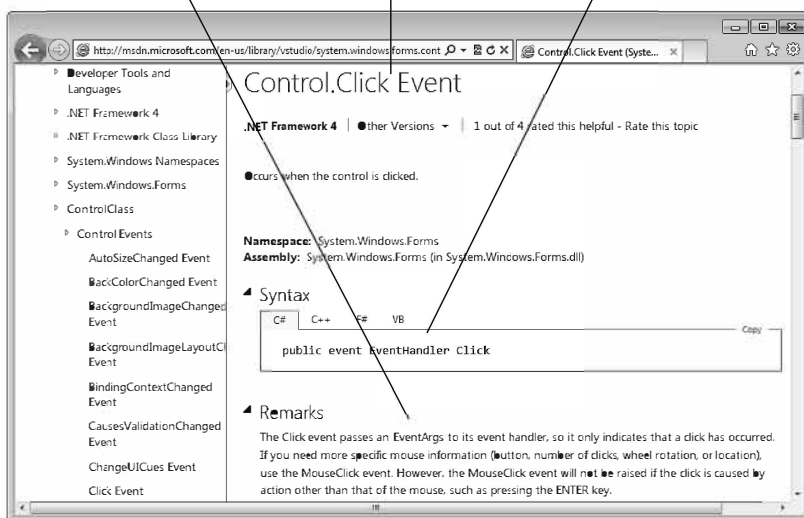 http://msdn.microsoft.com/en-us/library/vstudio/system.windows.forms.cont
Control.Click Event (Syste...
Developer Tools and
Languages
.NET Framework 4
.NET Framework Class Library
System.Windows Namespaces
System.Windows.Forms
ControlClass
Control Events
AutoSizeChanged Event
BackColorChanged Event
BackgroundImageChanged
Event
BackgroundImageLayoutCl
Event
BindingContextChanged
Event
CausesValidationChanged
Event
ChangeUICues Event
Click Event
Control.Click Event
.NET Framework 4 | Other Versions | 1 out of 4 rated this helpful - Rate this topic
Occurs when the control is clicked.
Namespace: System.Windows.Forms
Assembly: System.Windows.Forms (in System.Windows.Forms.dll)
Syntax
C# C++ F# VB
Copy
public event EventHandler Click
Remarks
The Click event passes an EventArgs to its event handler, so it only indicates that a click has occurred.
If you need more specific mouse information (button, number of clicks, wheel rotation, or location),
use the MouseClick event. However, the MouseClick event will not be raised if the click is caused by
action other than that of the mouse, such as pressing the ENTER key.